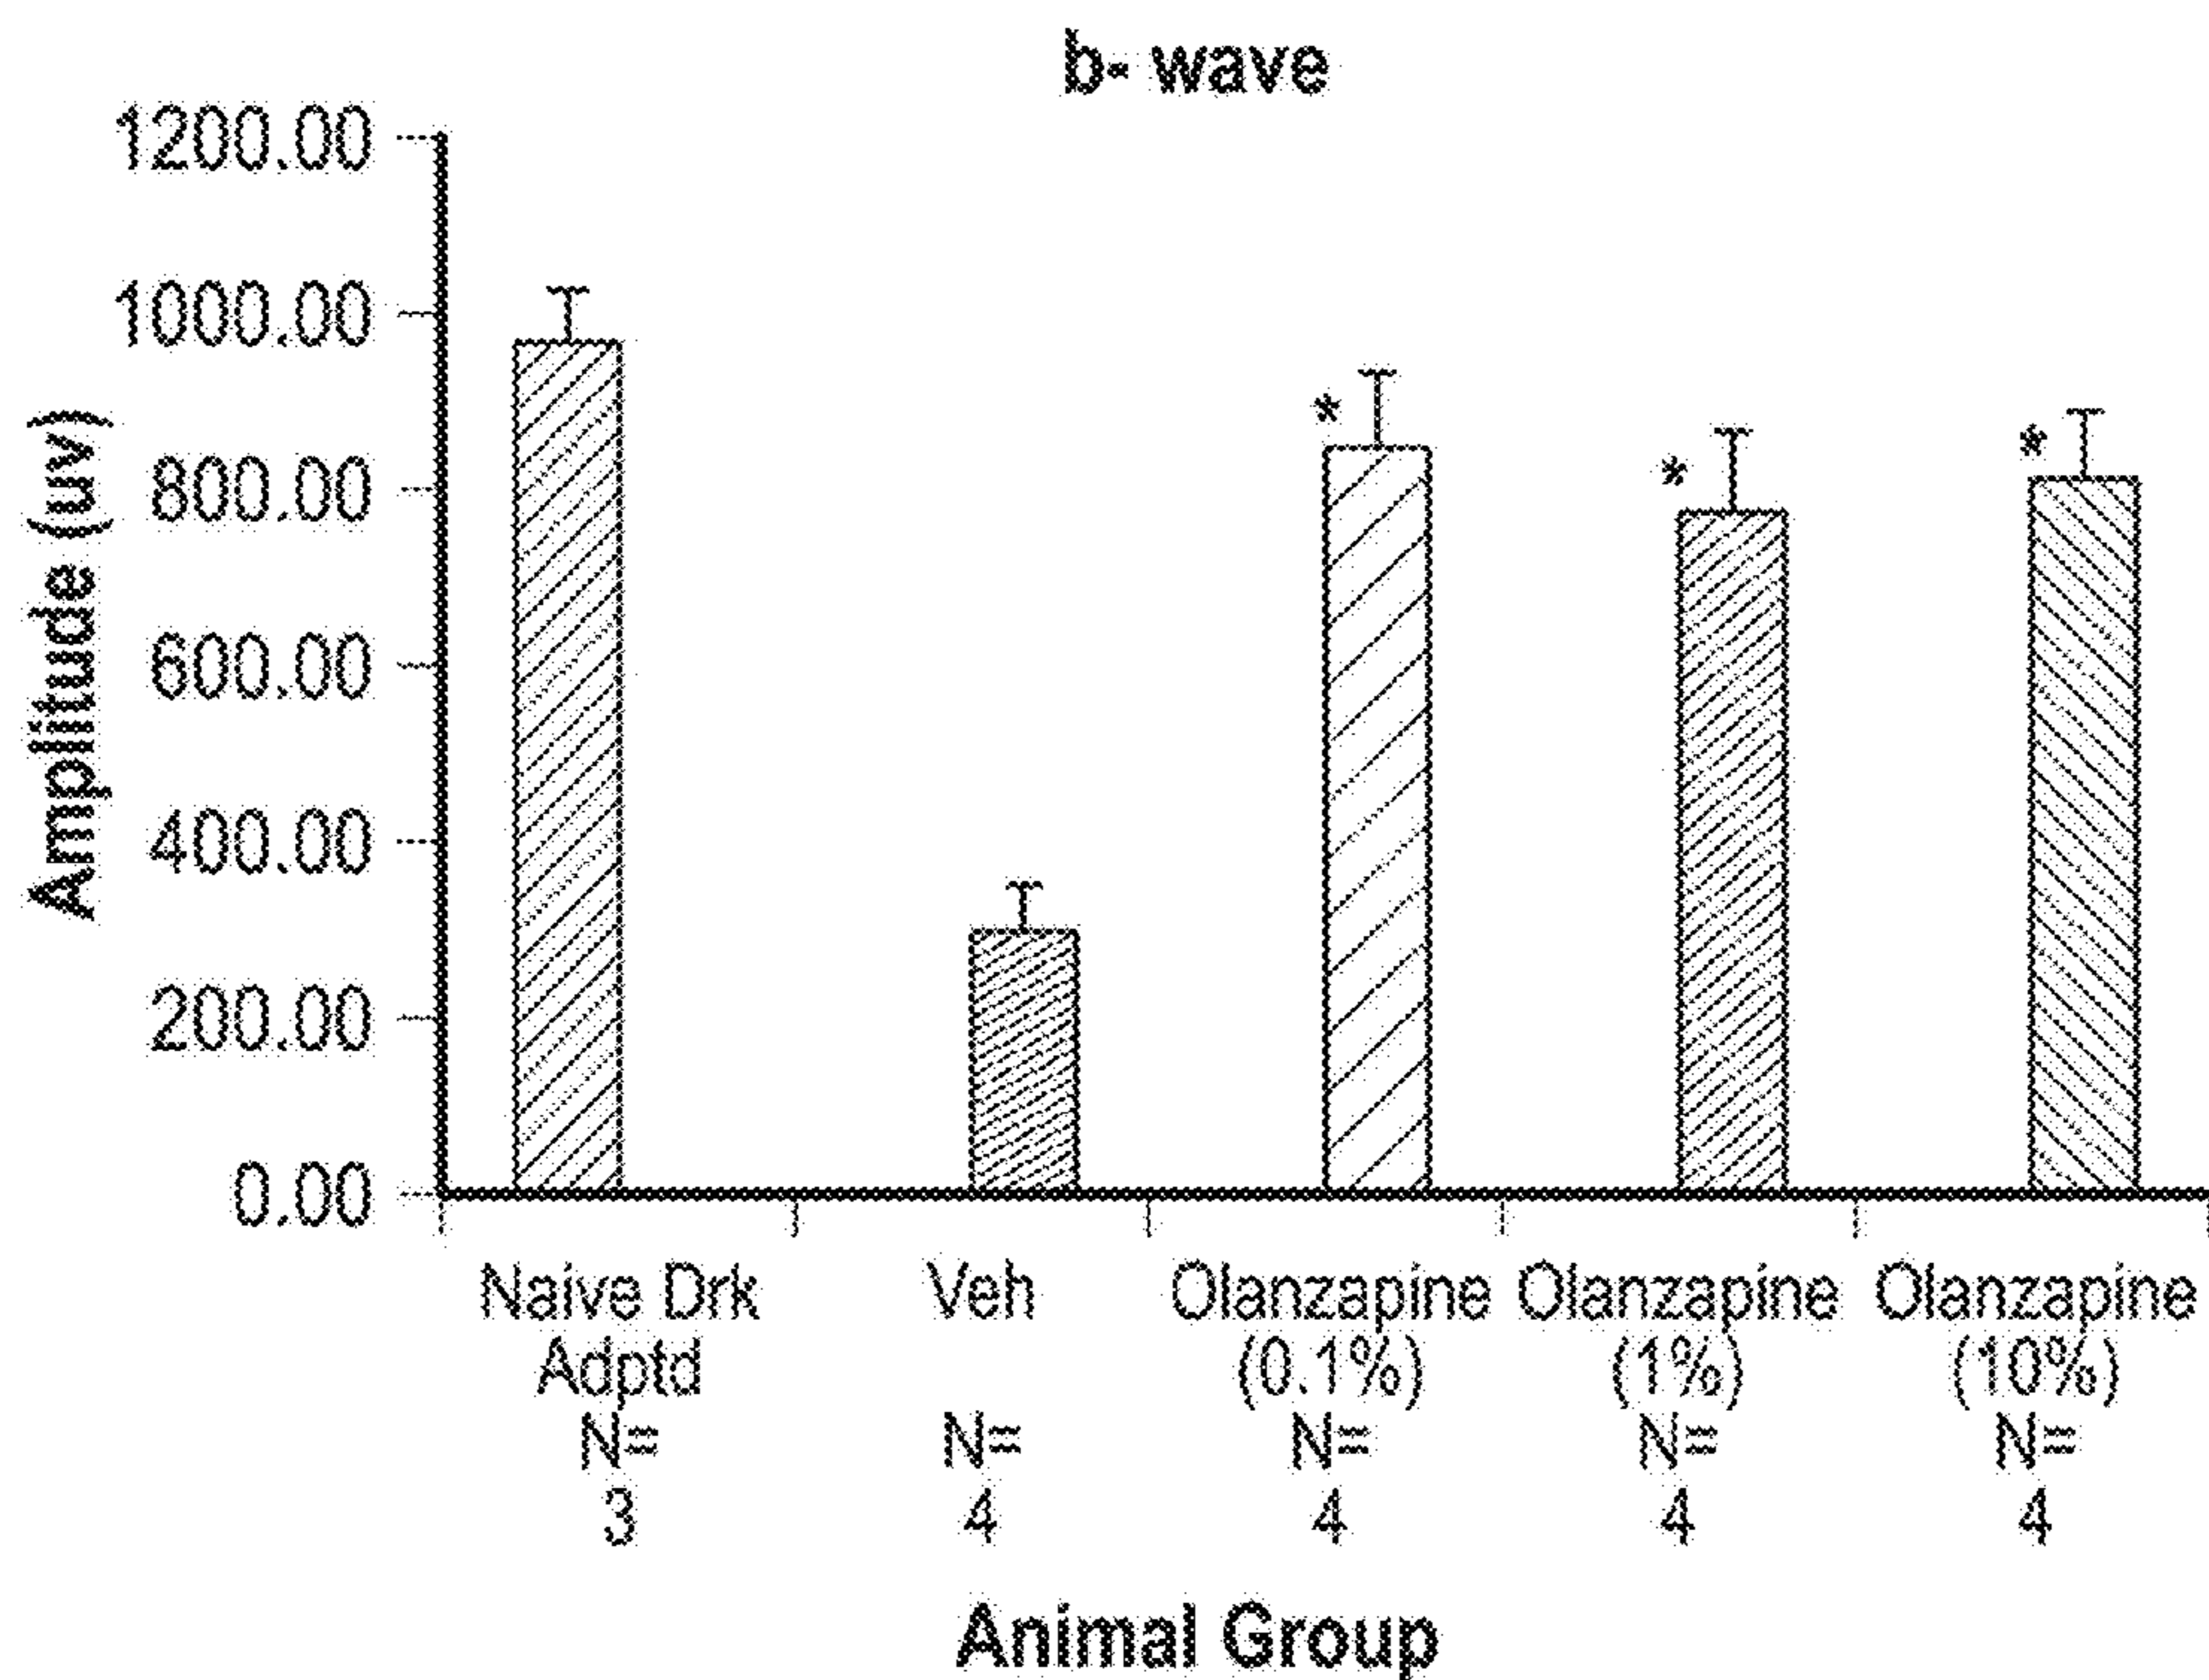 b- wave
Amplitude (uv)
1200.00
1000.00
800.00
600.00
400.00
200.00
0.00
*
*
*
Naive Drk
Adptd
N=
3
Veh
N=
4
Olanzapine
(0.1%)
N=
4
Olanzapine
(1%)
N=
4
Olanzapine
(10%)
N=
4
Animal Group